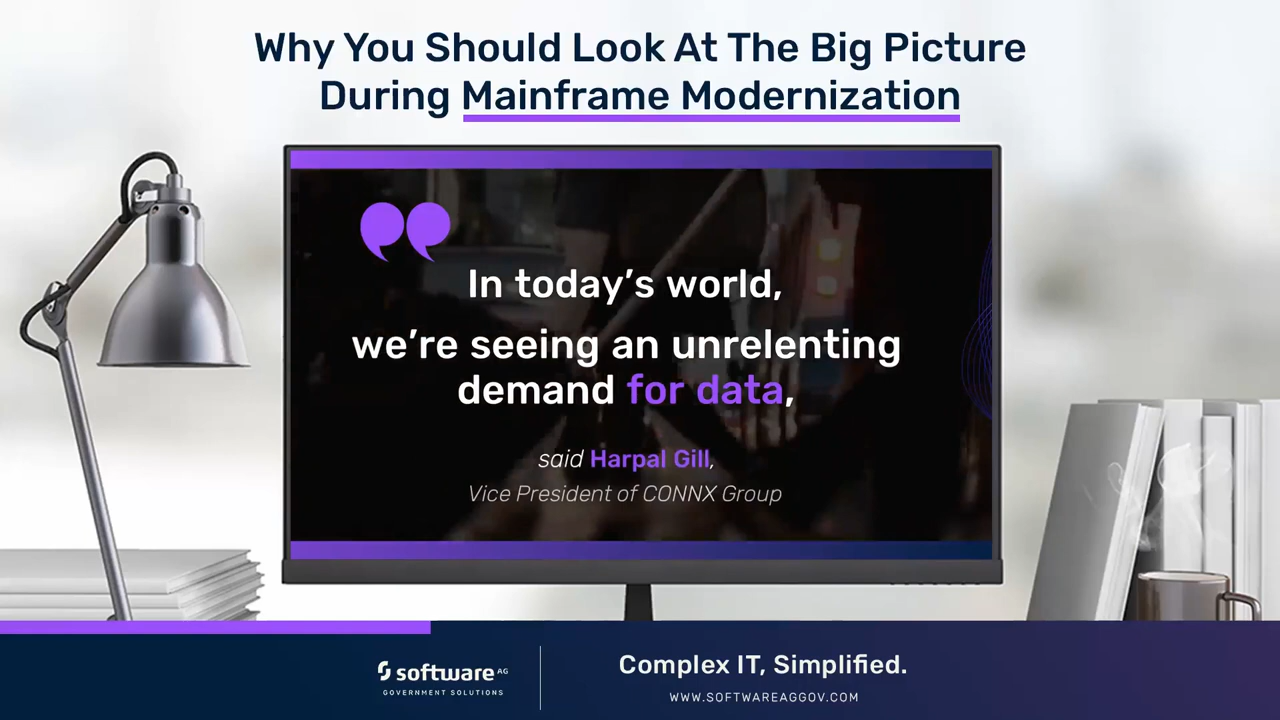 Why You Should Look At The Big Picture
During Mainframe Modernization
In today’s world,
we’re seeing an unrelenting
demand for data,
said Harpal Gill,
Vice President of CONNX Group
software AG
GOVERNMENT SOLUTIONS
Complex IT, Simplified.
WWW.SOFTWAREAGGOV.COM